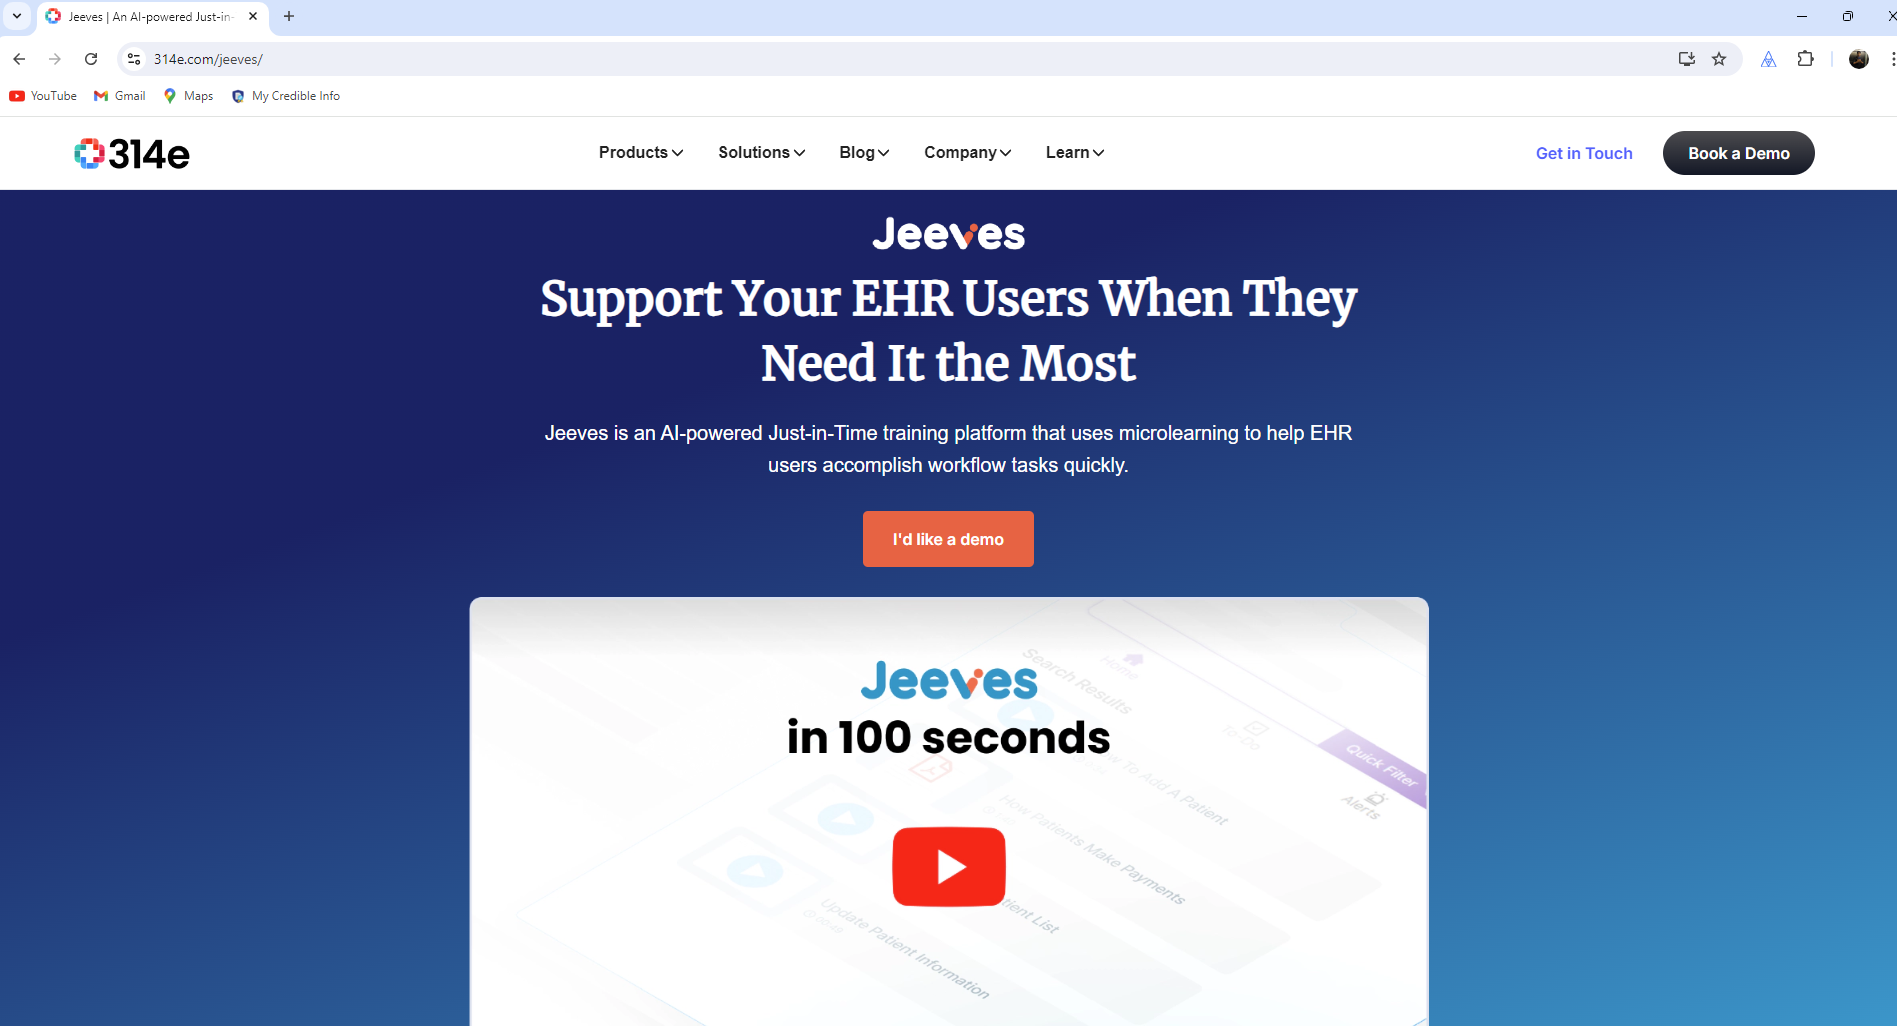 Jeeves | An AI-powered Just-in-
314e.com/jeeves/
YouTube
Gmail
Maps
My Credible Info
314e
Products
Solutions
Blog
Company
Learn
Get in Touch
Book a Demo
Jeeves
Support Your EHR Users When They
Need It the Most
Jeeves is an AI-powered Just-in-Time training platform that uses microlearning to help EHR
users accomplish workflow tasks quickly.
I'd like a demo
Jeeves
in 100 seconds
Home
Search Results
To-Do
Quick Filter
Alerts
How To Add A Patient
How Patients Make Payments
tient List
Update Patient Information